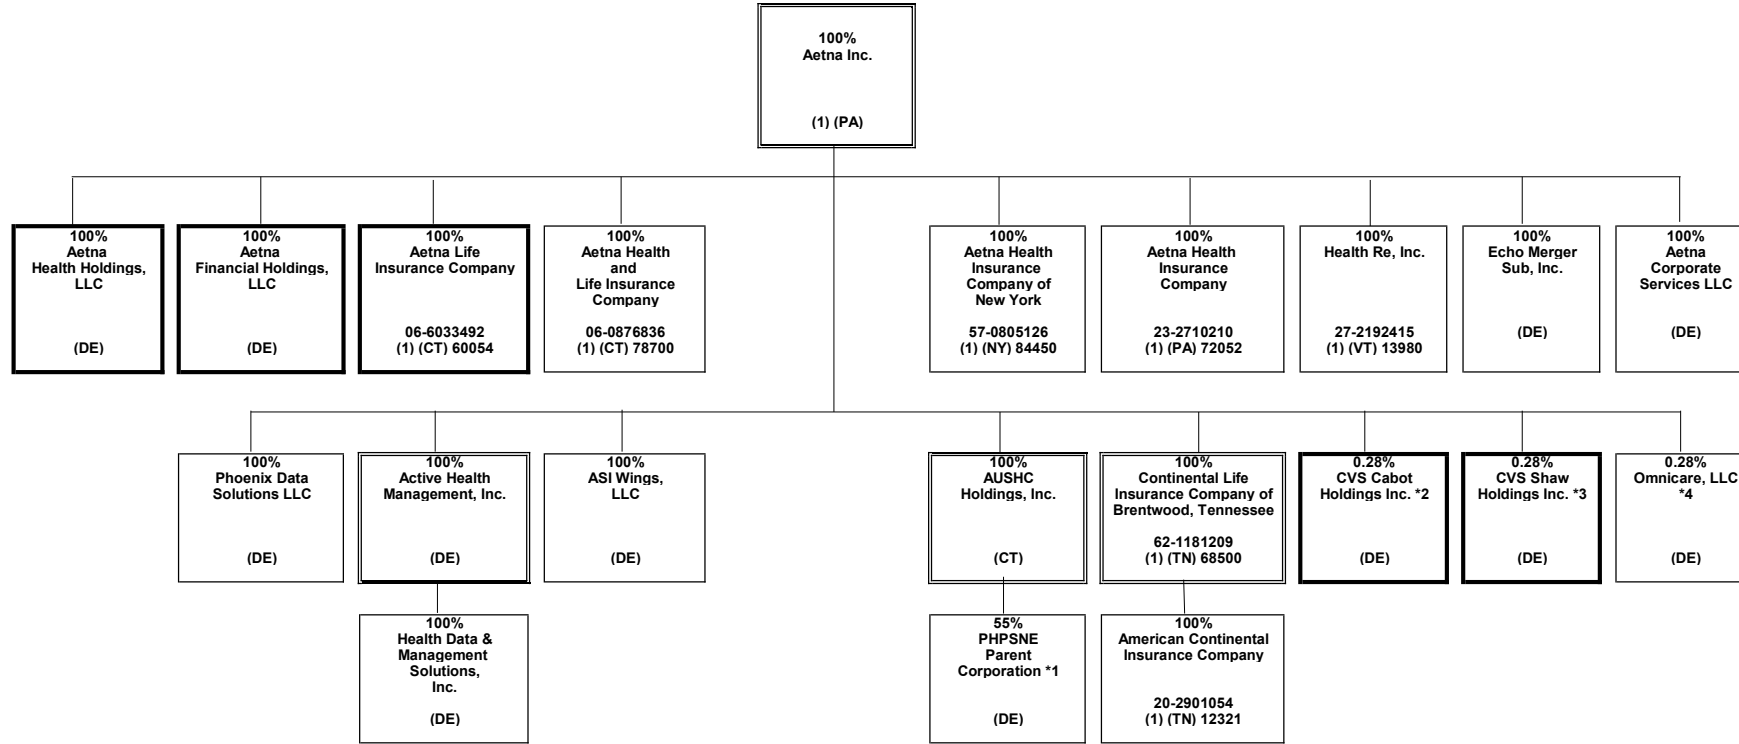 100%
Aetna Inc.
(1) (PA)
100%
Aetna
Health Holdings,
LLC
(DE)
100%
Aetna
Financial Holdings,
LLC
(DE)
100%
Aetna Life
Insurance Company
06-6033492
(1) (CT) 60054
100%
Aetna Health
and
Life Insurance
Company
06-0876836
(1) (CT) 78700
100%
Aetna Health
Insurance
Company of
New York
57-0805126
(1) (NY) 84450
100%
Aetna Health
Insurance
Company
23-2710210
(1) (PA) 72052
100%
Health Re, Inc.
27-2192415
(1) (VT) 13980
100%
Echo Merger
Sub, Inc.
(DE)
100%
Aetna
Corporate
Services LLC
(DE)
100%
Phoenix Data
Solutions LLC
(DE)
100%
Active Health
Management, Inc.
(DE)
100%
ASI Wings,
LLC
(DE)
100%
AUSHC
Holdings, Inc.
(CT)
100%
Continental Life
Insurance Company of
Brentwood, Tennessee
62-1181209
(1) (TN) 68500
0.28%
CVS Cabot
Holdings Inc. *2
(DE)
0.28%
CVS Shaw
Holdings Inc. *3
(DE)
0.28%
Omnicare, LLC
*4
(DE)
100%
Health Data &
Management
Solutions,
Inc.
(DE)
55%
PHPSNE
Parent
Corporation *1
(DE)
100%
American Continental
Insurance Company
20-2901054
(1) (TN) 12321